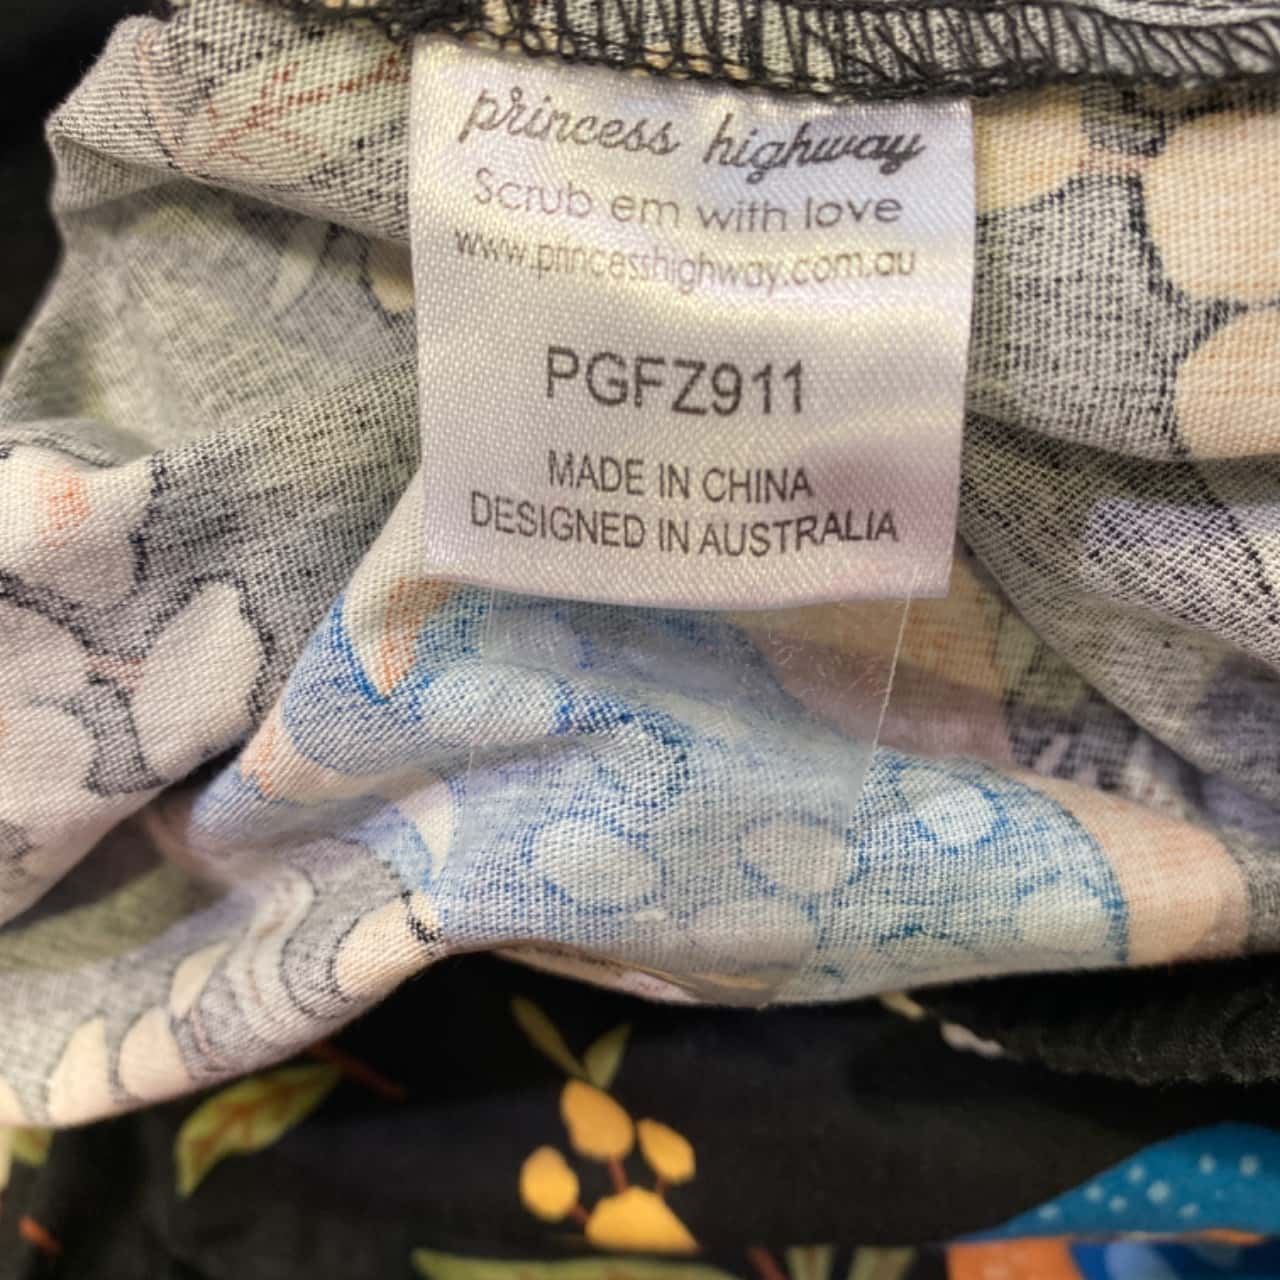 princess highway
Scrub em with love
www.princesshighway.com.au
PGFZ911
MADE IN CHINA
DESIGNED IN AUSTRALIA